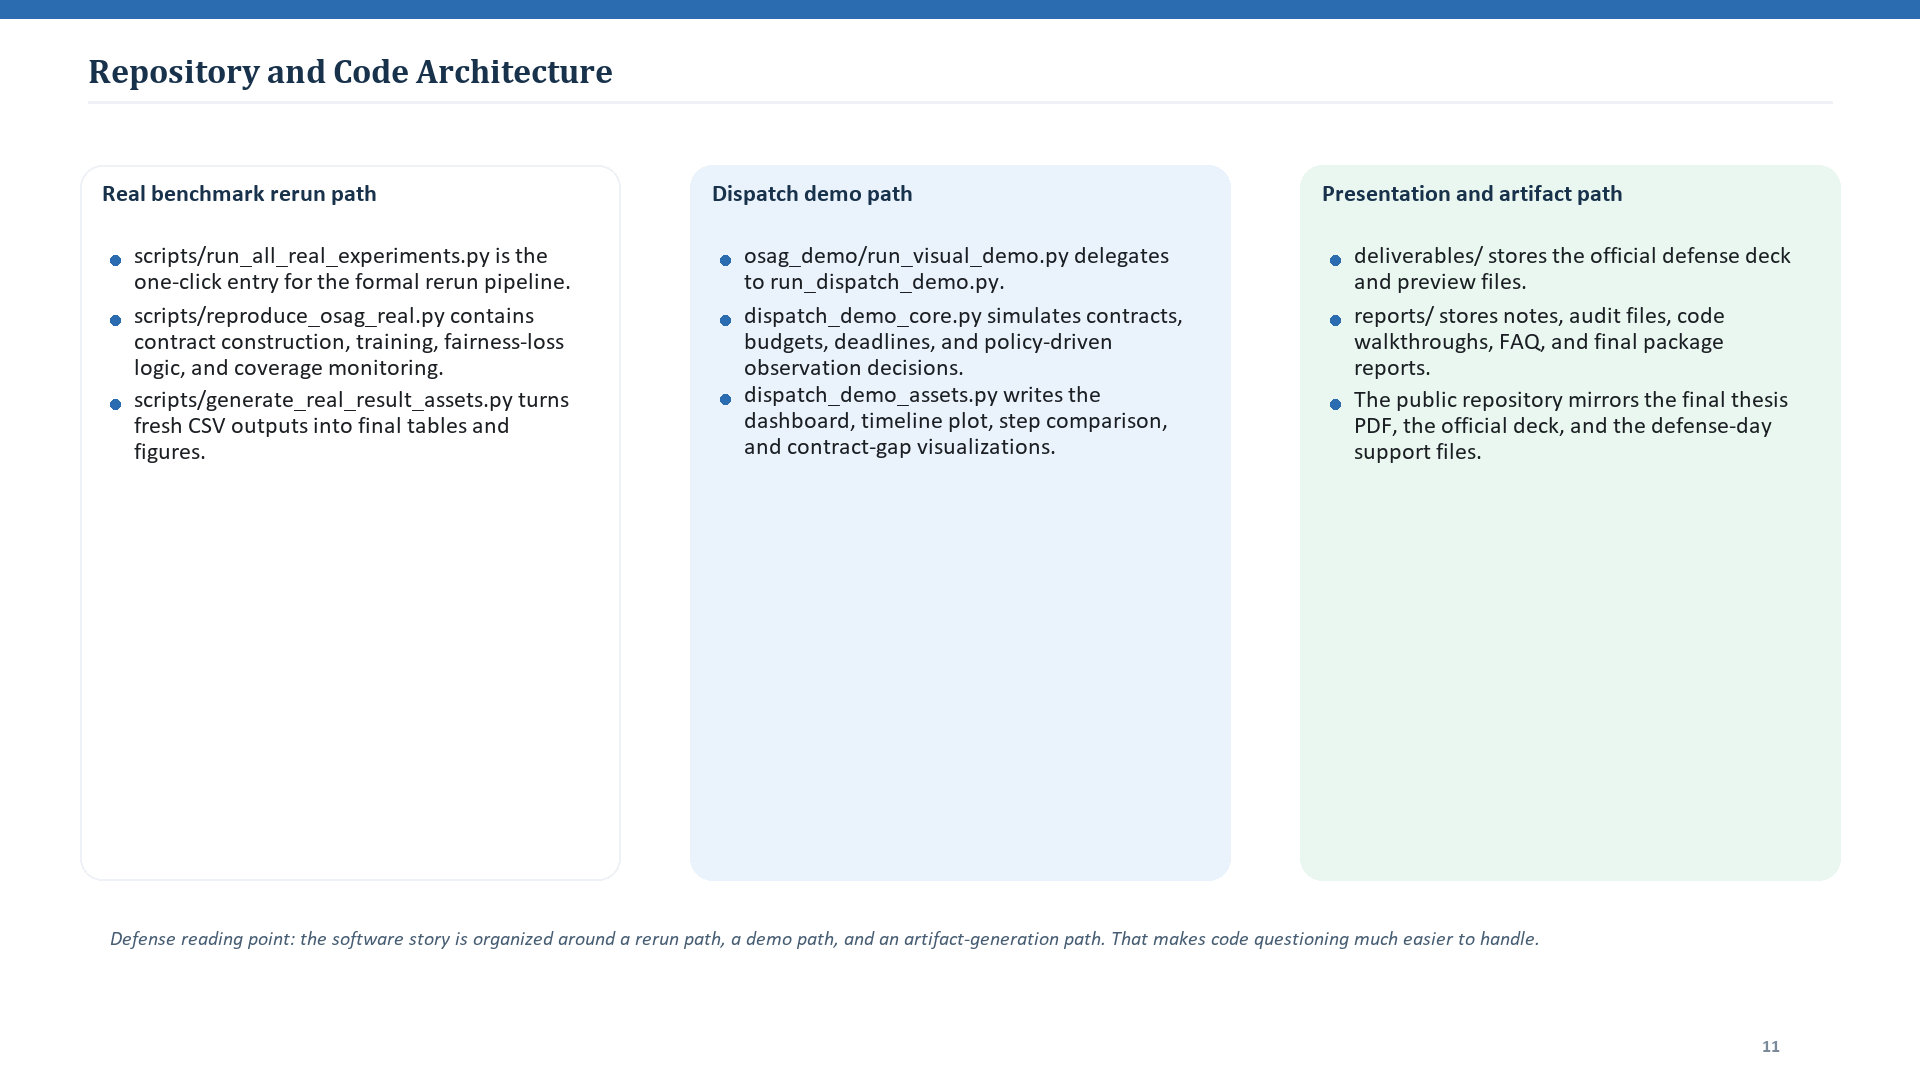 Repository and Code Architecture
Real benchmark rerun path
scripts/run_all_real_experiments.py is the
one-click entry for the formal rerun pipeline.
scripts/reproduce_osag_real.py contains
contract construction, training, fairness-loss
logic, and coverage monitoring.
scripts/generate_real_result_assets.py turns
fresh CSV outputs into final tables and
figures.
Dispatch demo path
osag_demo/run_visual_demo.py delegates
to run_dispatch_demo.py.
dispatch_demo_core.py simulates contracts,
budgets, deadlines, and policy-driven
observation decisions.
dispatch_demo_assets.py writes the
dashboard, timeline plot, step comparison,
and contract-gap visualizations.
Presentation and artifact path
deliverables/ stores the official defense deck
and preview files.
reports/ stores notes, audit files, code
walkthroughs, FAQ, and final package
reports.
The public repository mirrors the final thesis
PDF, the official deck, and the defense-day
support files.
Defense reading point: the software story is organized around a rerun path, a demo path, and an artifact-generation path. That makes code questioning much easier to handle.
11